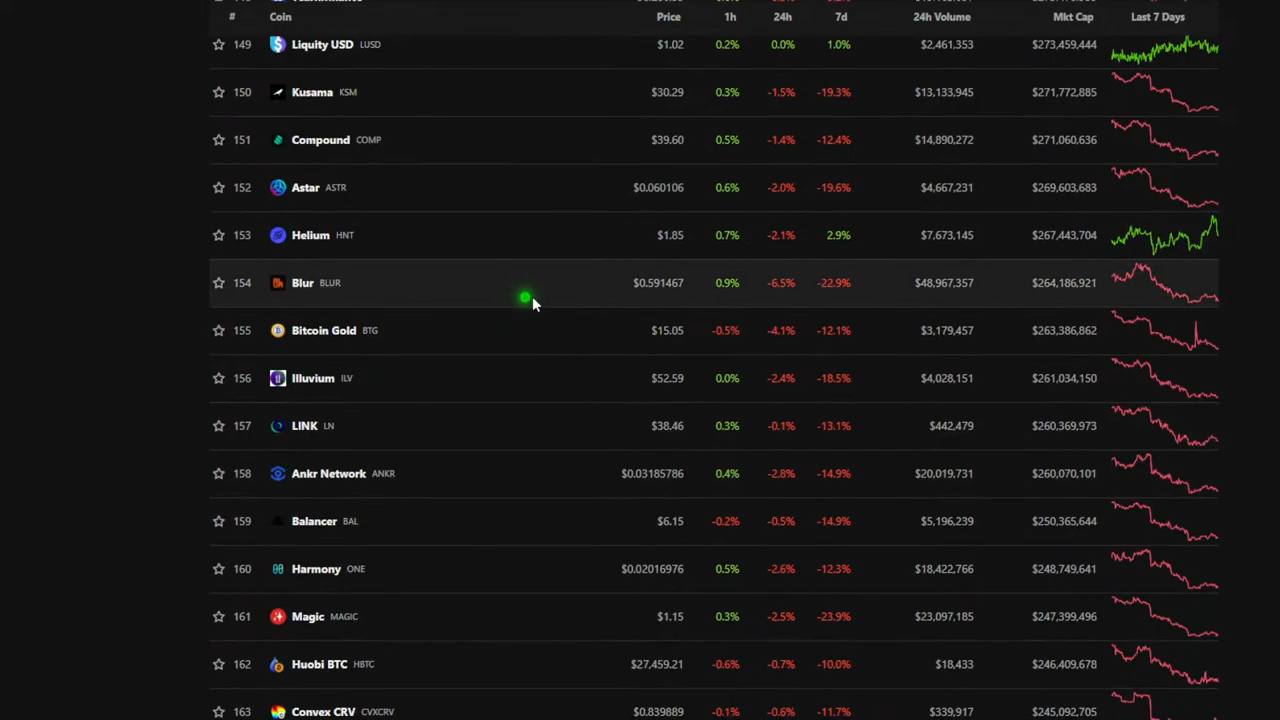 # Coin Price 1h 24h 7d 24h Volume Mkt Cap Last 7 Days
149 Liquity USD LUSD $1.02 0.2% 0.0% 1.0% $2,461,353 $273,459,444
150 Kusama KSM $30.29 0.3% -1.5% -19.3% $13,133,945 $271,772,885
151 Compound COMP $39.60 0.5% -1.4% -12.4% $14,890,272 $271,060,636
152 Astar ASTR $0.060106 0.6% -2.0% -19.6% $4,667,231 $269,603,683
153 Helium HNT $1.85 0.7% -2.1% 2.9% $7,673,145 $267,443,704
154 Blur BLUR $0.591467 0.9% -6.5% -22.9% $48,967,357 $264,186,921
155 Bitcoin Gold BTG $15.05 -0.5% -4.1% -12.1% $3,179,457 $263,386,862
156 Illuvium ILV $52.59 0.0% -2.4% -18.5% $4,028,151 $261,034,150
157 LINK LN $38.46 0.3% -0.1% -13.1% $442,479 $260,369,973
158 Ankr Network ANKR $0.03185786 0.4% -2.8% -14.9% $20,019,731 $260,070,101
159 Balancer BAL $6.15 -0.2% -0.5% -14.9% $5,196,239 $250,365,644
160 Harmony ONE $0.02016976 0.5% -2.6% -12.3% $18,422,766 $248,749,641
161 Magic MAGIC $1.15 0.3% -2.5% -23.9% $23,097,185 $247,399,496
162 Huobi BTC HBTC $27,459.21 -0.6% -0.7% -10.0% $18,433 $246,409,678
163 Convex CRV CVXCRV $0.839889 -0.1% -0.6% -11.7% $339,917 $245,092,705